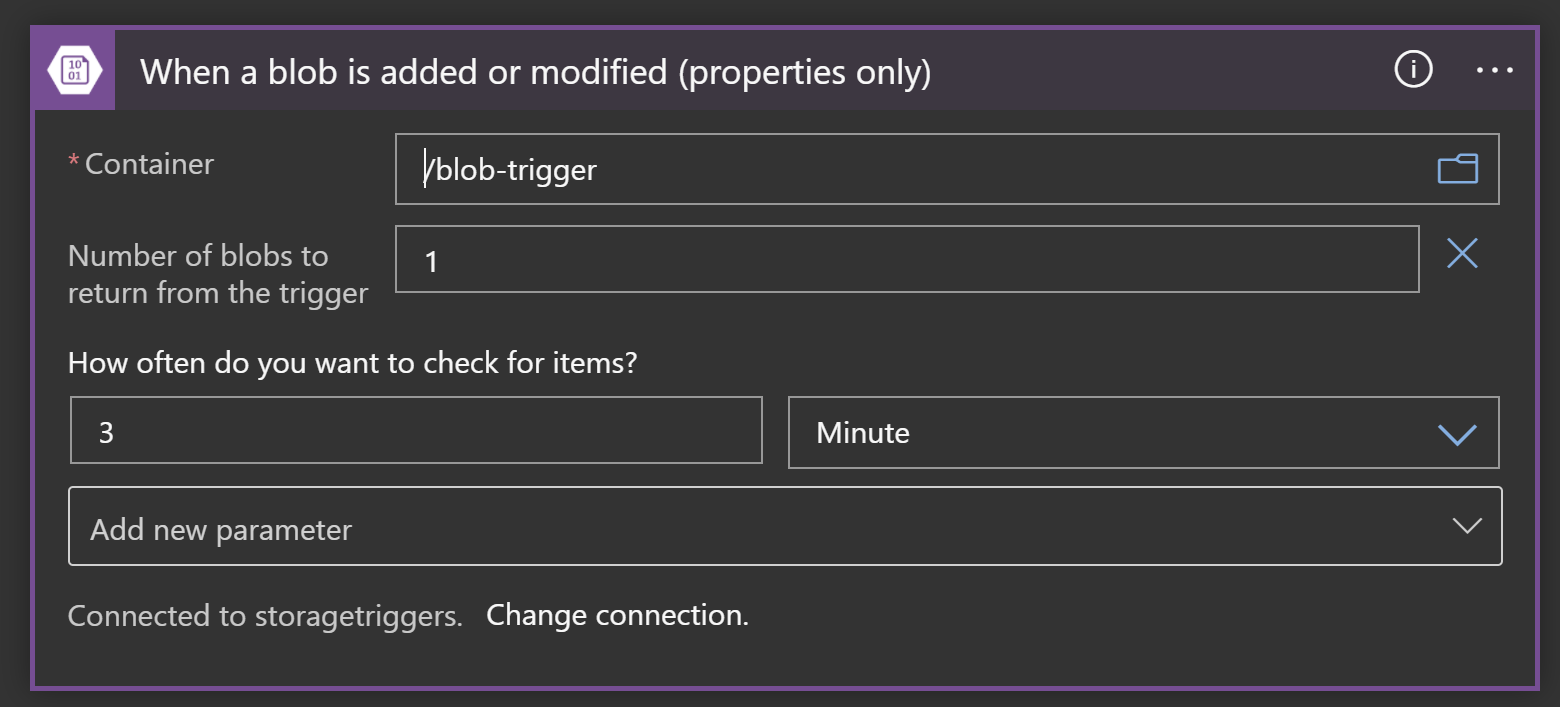 10
01
When a blob is added or modified (properties only)
* Container
/blob-trigger
Number of blobs to
return from the trigger
1
How often do you want to check for items?
3
Minute
Add new parameter
Connected to storagetriggers. Change connection.